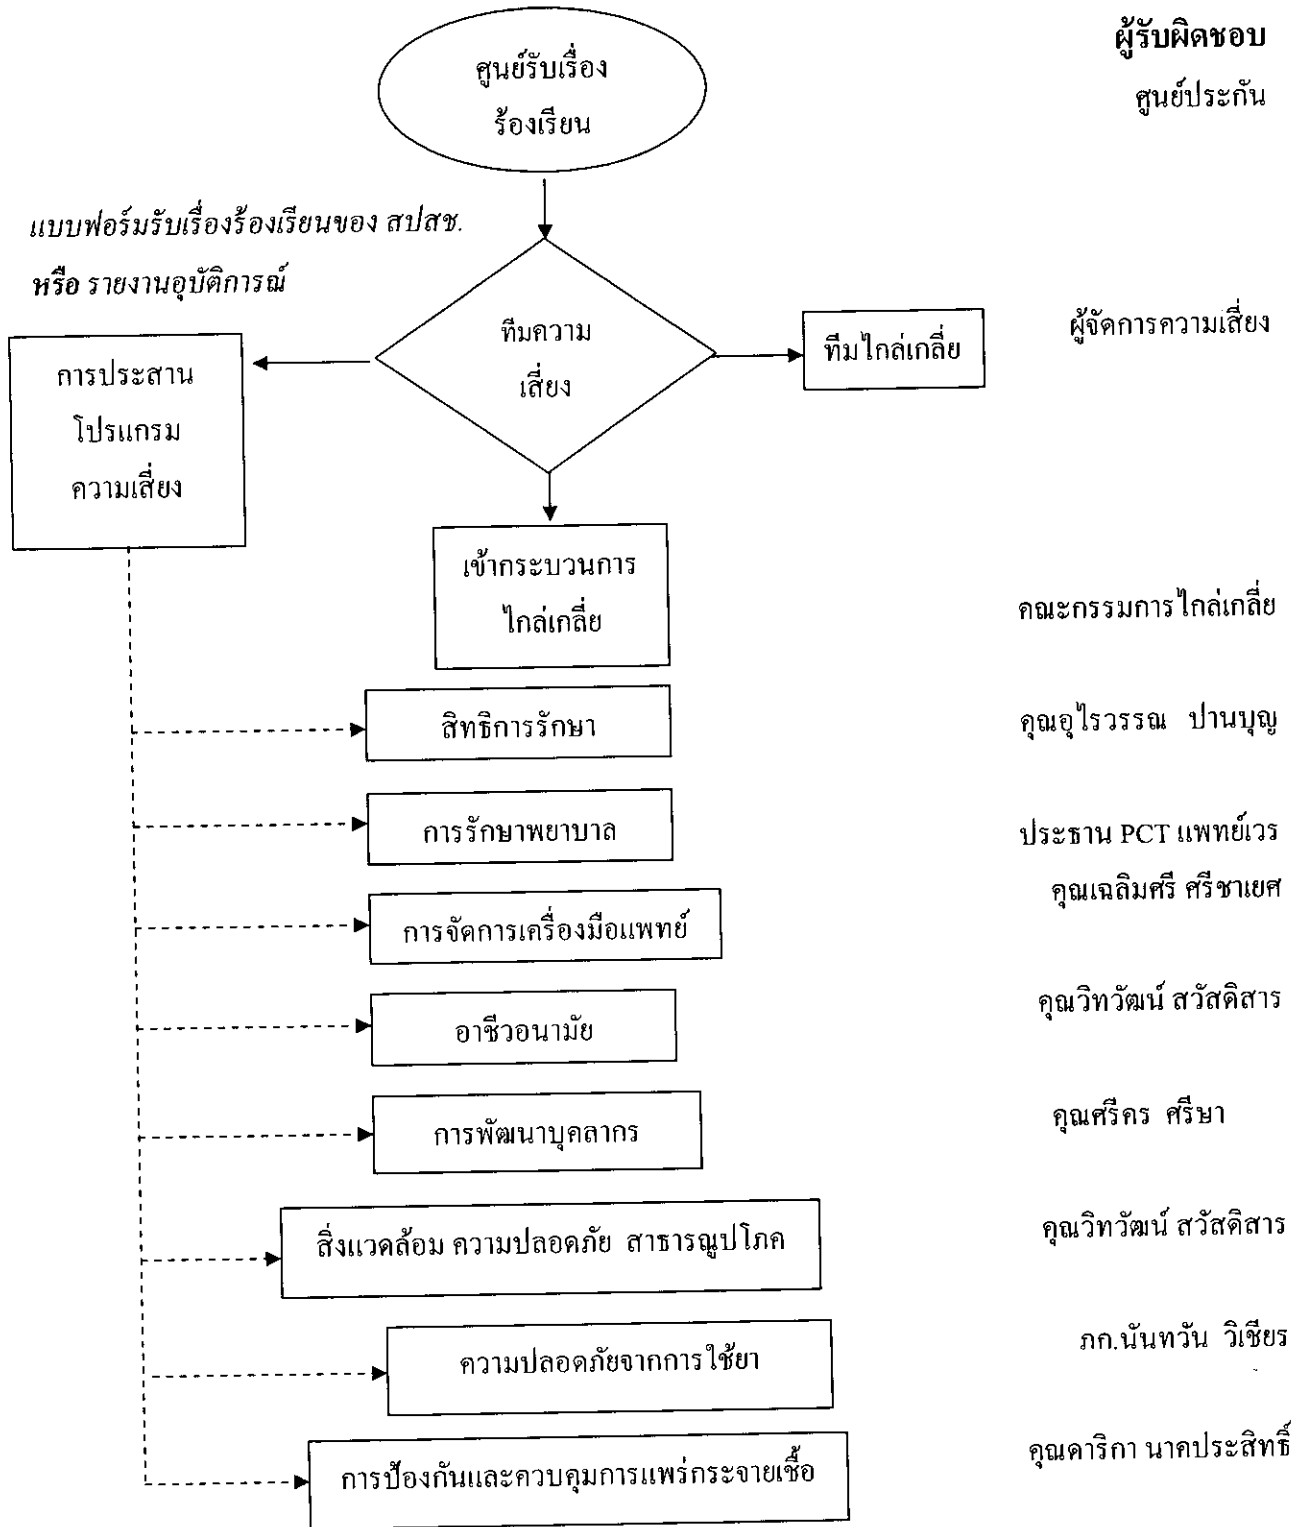 ผู้รับผิดชอบ
ศูนย์รับเรื่อง
ร้องเรียน
ศูนย์ประกัน
แบบฟอร์มรับเรื่องร้องเรียนของ สปสช.
หรือ รายงานอุบัติการณ์
ทีมความ
เสี่ยง
ทีมไกล่เกลี่ย
ผู้จัดการความเสี่ยง
การประสาน
โปรแกรม
ความเสี่ยง
เข้ากระบวนการ
ไกล่เกลี่ย
คณะกรรมการไกล่เกลี่ย
สิทธิการรักษา
คุณอุไรวรรณ ปานบุญ
การรักษาพยาบาล
ประธาน PCT แพทย์เวร
คุณเฉลิมศรี ศรีชาเยศ
การจัดการเครื่องมือแพทย์
อาชีวอนามัย
คุณวิทวัฒน์ สวัสดิสาร
การพัฒนาบุคลากร
คุณศรีคร ศรีษา
สิ่งแวดล้อม ความปลอดภัย สาธารณูปโภค
คุณวิทวัฒน์ สวัสดิสาร
ความปลอดภัยจากการใช้ยา
ภก.นันทวัน วิเชียร
การป้องกันและควบคุมการแพร่กระจายเชื้อ
คุณดาริกา นาคประสิทธิ์